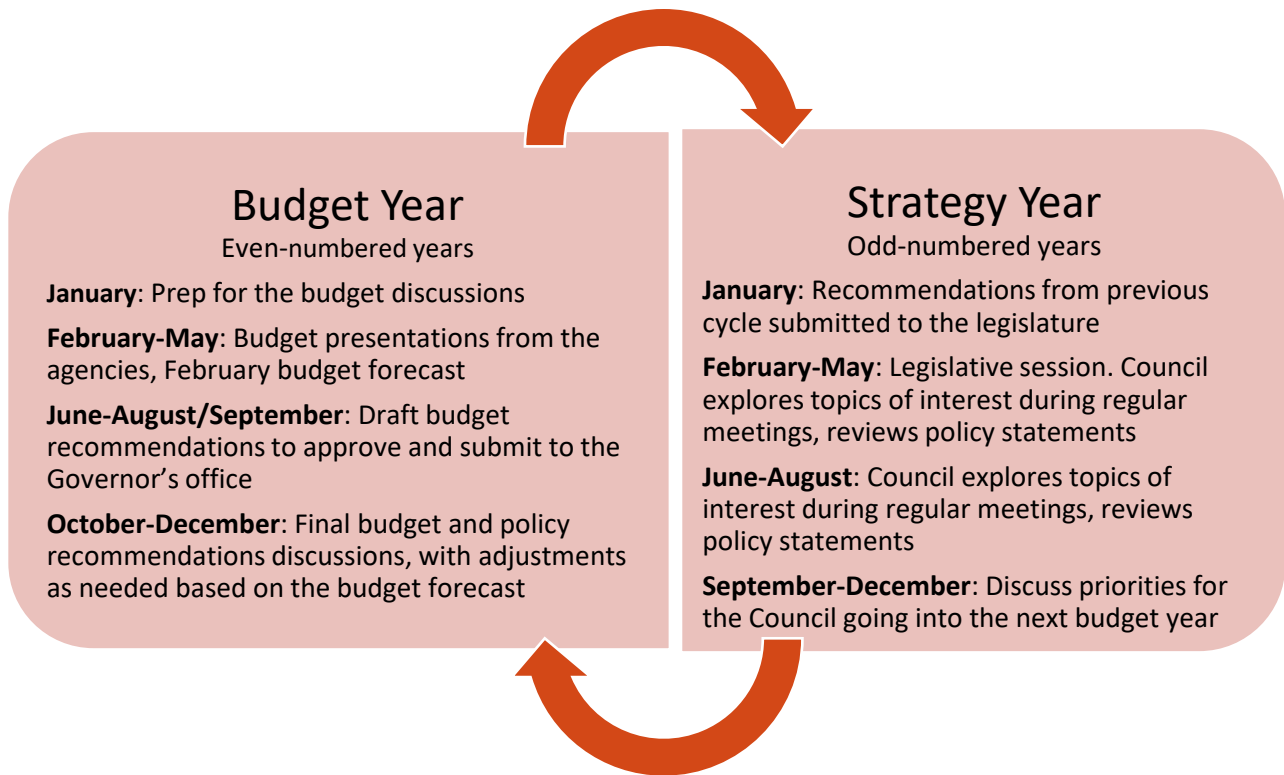 Budget Year
Even-numbered years
January: Prep for the budget discussions
February-May: Budget presentations from the
agencies, February budget forecast
June-August/September: Draft budget
recommendations to approve and submit to the
Governor’s office
October-December: Final budget and policy
recommendations discussions, with adjustments
as needed based on the budget forecast
Strategy Year
Odd-numbered years
January: Recommendations from previous
cycle submitted to the legislature
February-May: Legislative session. Council
explores topics of interest during regular
meetings, reviews policy statements
June-August: Council explores topics of
interest during regular meetings, reviews
policy statements
September-December: Discuss priorities for
the Council going into the next budget year